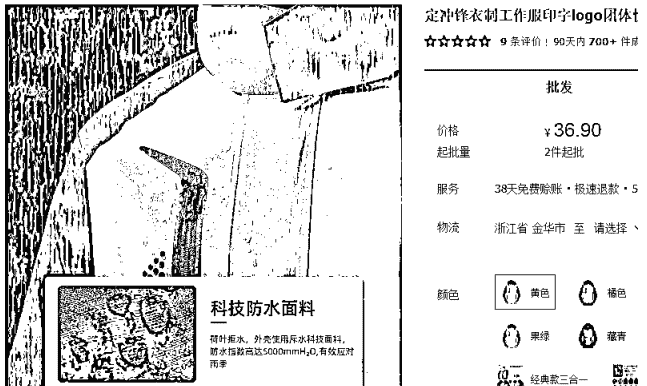 定冲锋衣制工作服印字logo团体
9 条评价 | 90天内 700+ 件成
批发
价格 ¥ 36.90
起批量 2件起批
服务 38天免费赊账・极速退款・5
物流 浙江省 金华市 至 请选择
颜色 黄色 橘色
果绿 藏青
经典款三合一
科技防水面料
荷叶拒水，外壳使用斥水科技面料，
防水指数高达5000mmH₂O,有效应对
雨季